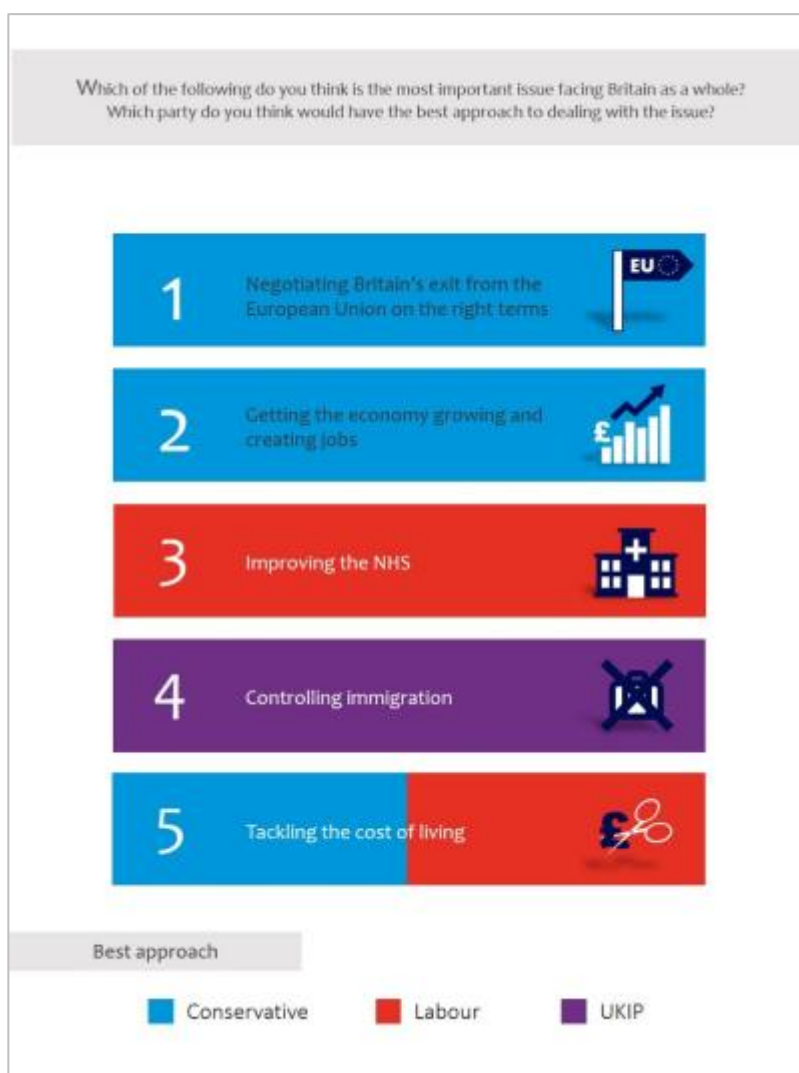 Which of the following do you think is the most important issue facing Britain as a whole?
Which party do you think would have the best approach to dealing with the issue?
1
Negotiating Britain's exit from the
European Union on the right terms
EU
2
Getting the economy growing and
creating jobs
£
3
Improving the NHS
4
Controlling immigration
5
Tackling the cost of living
£
Best approach
Conservative
Labour
UKIP